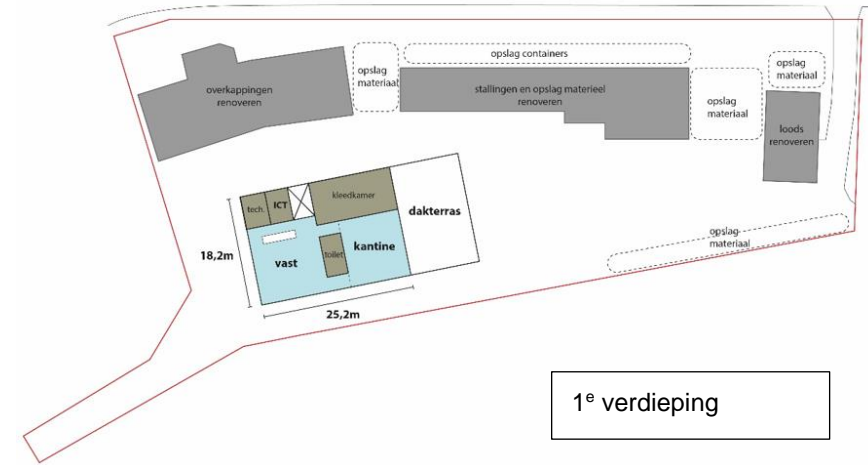 opslag containers
opslag
materiaal
overkappingen
renoveren
stallingen en opslag materieel
renoveren
opslag
materiaal
opslag
materiaal
loods
renoveren
tech.
ICT
kleedkamer
dakterras
vast
toilet
kantine
18,2m
25,2m
opslag
materiaal
1e verdieping